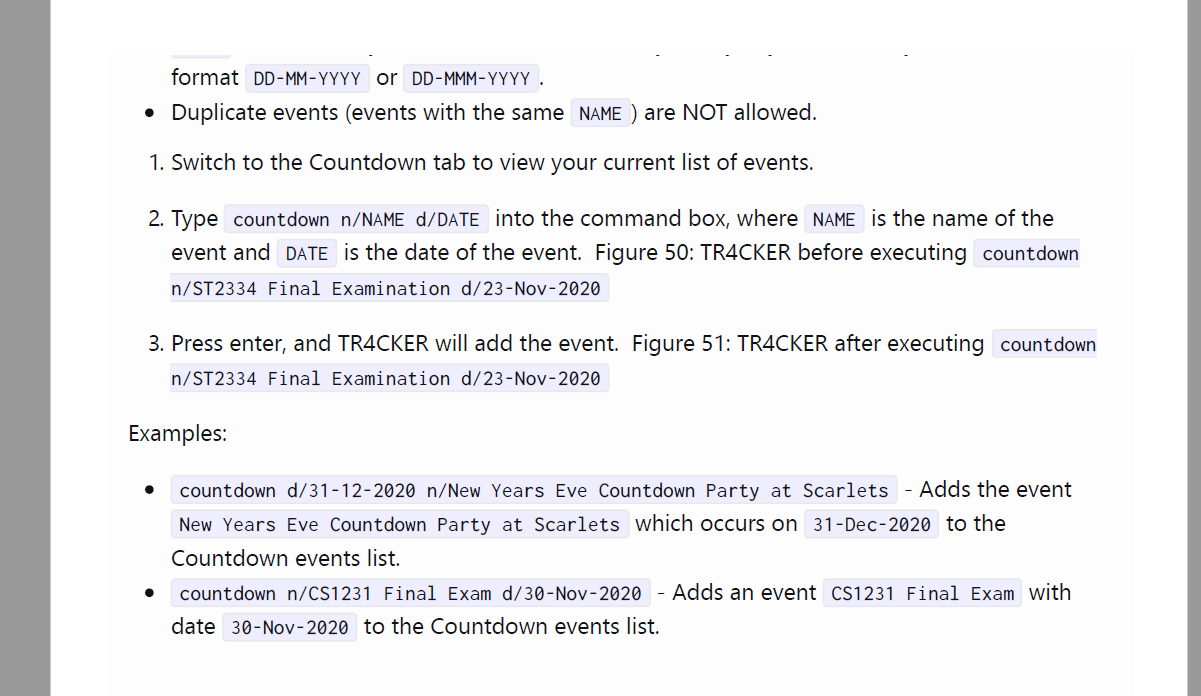 format DD-MM-YYYY or DD-MMM-YYYY.
• Duplicate events (events with the same NAME) are NOT allowed.
1. Switch to the Countdown tab to view your current list of events.
2. Type countdown n/NAME d/DATE into the command box, where NAME is the name of the
event and DATE is the date of the event. Figure 50: TR4CKER before executing countdown
n/ST2334 Final Examination d/23-Nov-2020
3. Press enter, and TR4CKER will add the event. Figure 51: TR4CKER after executing countdown
n/ST2334 Final Examination d/23-Nov-2020
Examples:
• countdown d/31-12-2020 n/New Years Eve Countdown Party at Scarlets - Adds the event
New Years Eve Countdown Party at Scarlets which occurs on 31-Dec-2020 to the
Countdown events list.
• countdown n/CS1231 Final Exam d/30-Nov-2020 - Adds an event CS1231 Final Exam with
date 30-Nov-2020 to the Countdown events list.